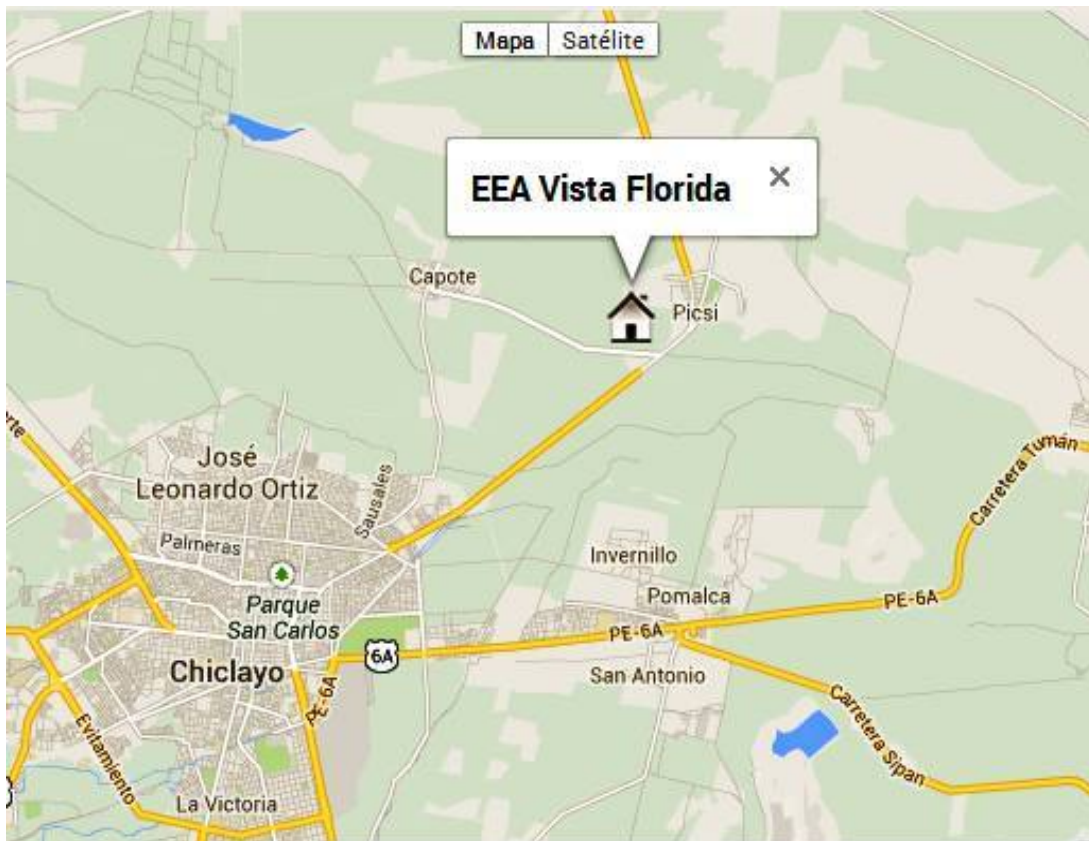 Mapa
Satélite
EEA Vista Florida
×
Capote
Picsi
José
Leonardo Ortiz
Sausales
Carretera Tumán
Palmeras
Invernillo
Parque
San Carlos
Pomalca
PE-6A
PE-6A
6A
Chiclayo
San Antonio
PE-6A
Carretera Sipan
Evitamiento
La Victoria